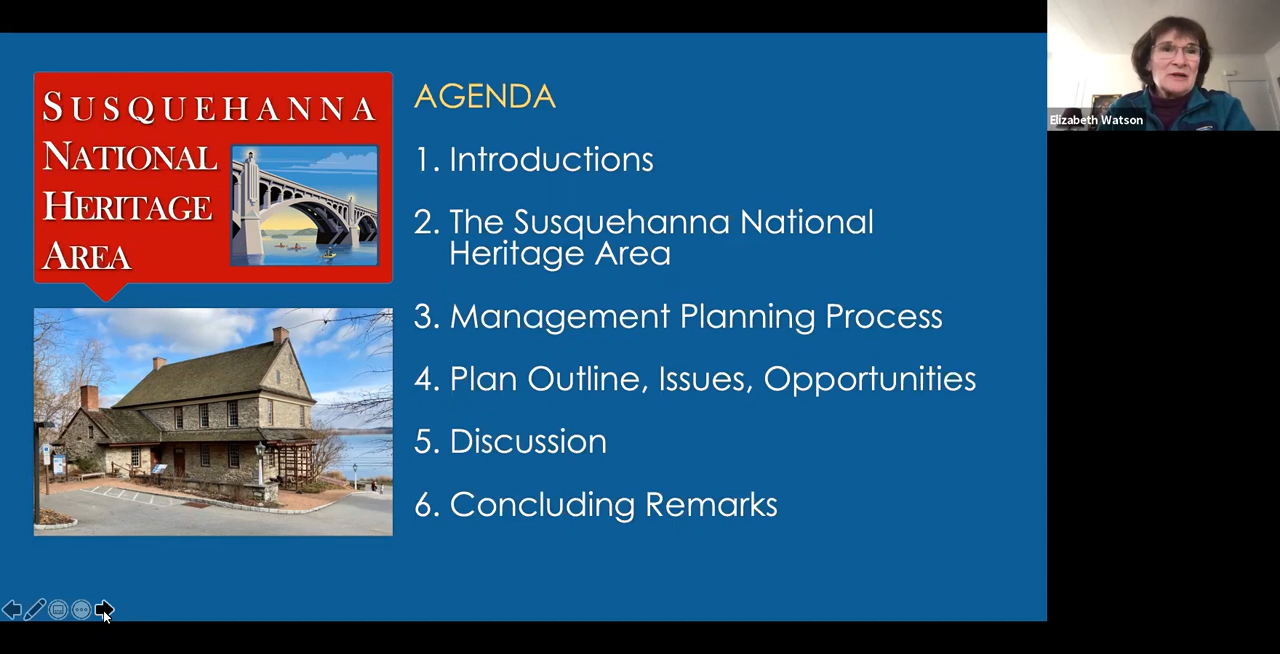 SUSQUEHANNA
NATIONAL
HERITAGE
AREA
AGENDA
1. Introductions
2. The Susquehanna National
Heritage Area
3. Management Planning Process
4. Plan Outline, Issues, Opportunities
5. Discussion
6. Concluding Remarks
Elizabeth Watson